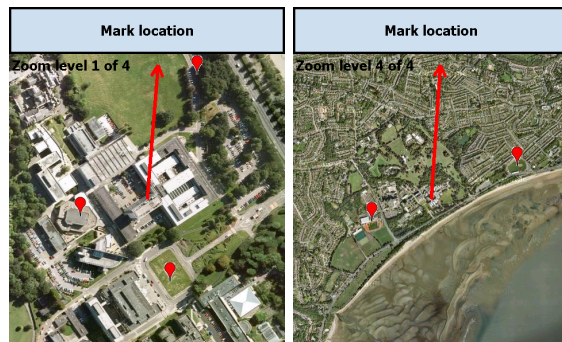 Mark location
Zoom level 1 of 4
Mark location
Zoom level 4 of 4